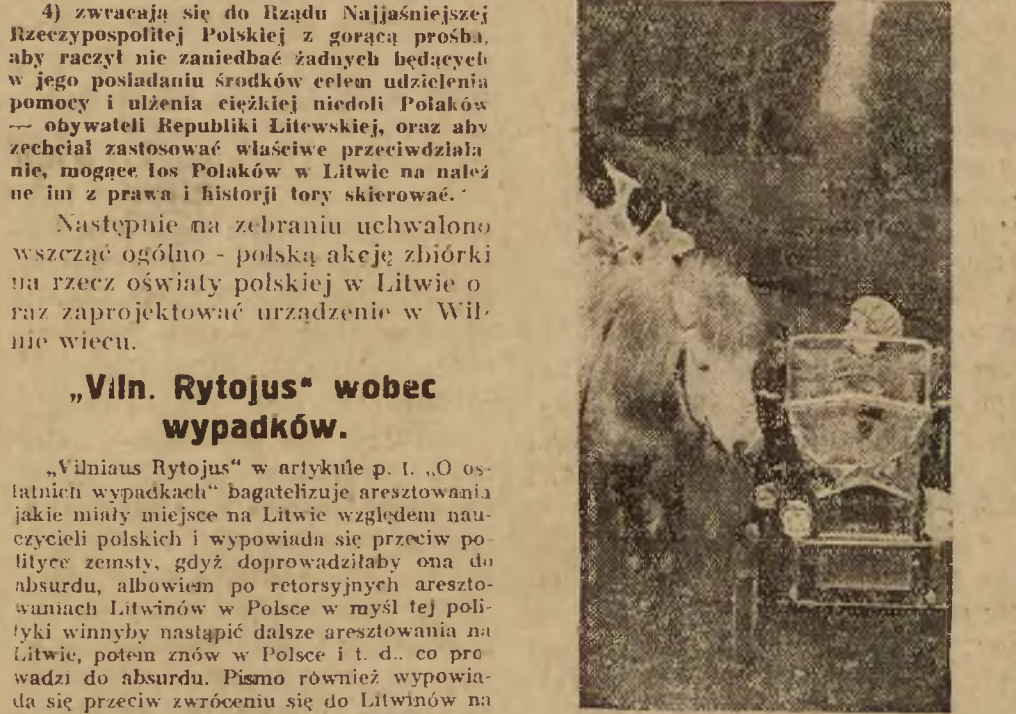 4) zwracają się do Rządu Najjaśniejszej
Rzeczypospolitej Polskiej z gorącą prośbą,
aby raczył nie zaniedbać żadnych będących
w jego posiadaniu środków celem udzielenia
pomocy i ulżenia ciężkiej niedoli Polaków
— obywateli Republiki Litewskiej, oraz aby
zechciał zastosować właściwe przeciwdziała
nie, mogące los Polaków w Litwie na należ
ne im z prawa i historji tory skierować."
Następnie na zebraniu uchwalono
wszcząć ogólno - polską akcję zbiórki
na rzecz oświaty polskiej w Litwie o
raz zaprojektować urządzenie w Wil-
nie wiecu.
„Viln. Rytojus" wobec
wypadków.
„Vilniaus Rytojus" w artykule p. t. „O os-
tatnich wypadkach" bagatelizuje aresztowania
jakie miały miejsce na Litwie względem nau-
czycieli polskich i wypowiada się przeciw po-
lityce zemsty, gdyż doprowadziłaby ona do
absurdu, albowiem po retorsyjnych areszto-
waniach Litwinów w Polsce w myśl tej poli-
tyki winnyby nastąpić dalsze aresztowania na
Litwie, potem znów w Polsce i t. d., co pro
wadzi do absurdu. Pismo również wypowia-
da się przeciw zwróceniu się do Litwinów na